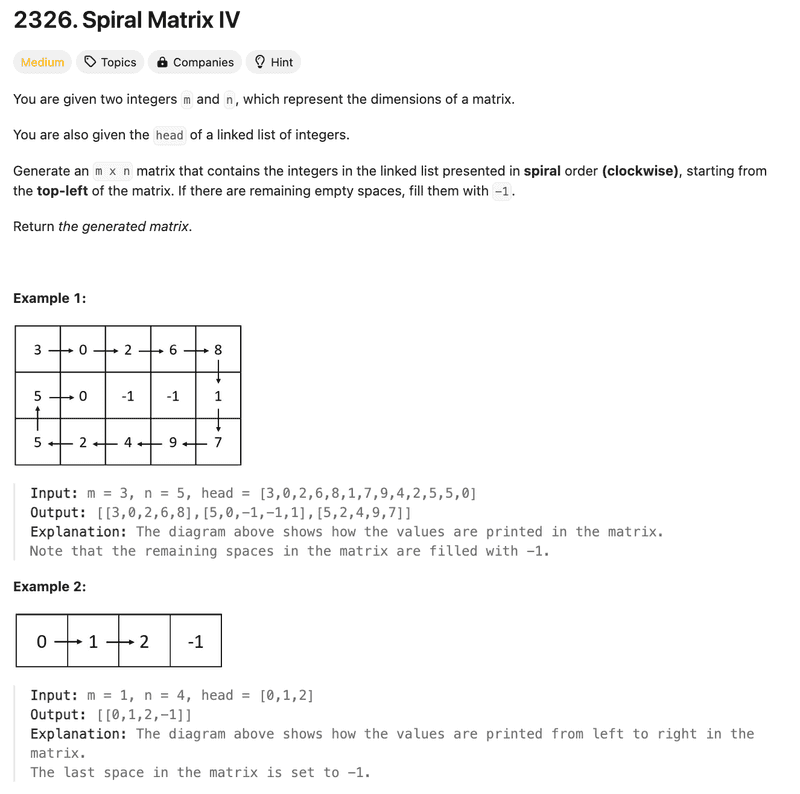 2326. Spiral Matrix IV
Medium Topics Companies Hint
You are given two integers m and n, which represent the dimensions of a matrix.
You are also given the head of a linked list of integers.
Generate an m x n matrix that contains the integers in the linked list presented in spiral order (clockwise), starting from
the top-left of the matrix. If there are remaining empty spaces, fill them with -1.
Return the generated matrix.
Example 1:
3 0 2 6 8
5 0 -1 -1 1
5 2 4 9 7
Input: m = 3, n = 5, head = [3,0,2,6,8,1,7,9,4,2,5,5,0]
Output: [[3,0,2,6,8],[5,0,-1,-1,1],[5,2,4,9,7]]
Explanation: The diagram above shows how the values are printed in the matrix.
Note that the remaining spaces in the matrix are filled with -1.
Example 2:
0 1 2 -1
Input: m = 1, n = 4, head = [0,1,2]
Output: [[0,1,2,-1]]
Explanation: The diagram above shows how the values are printed from left to right in the
matrix.
The last space in the matrix is set to -1.